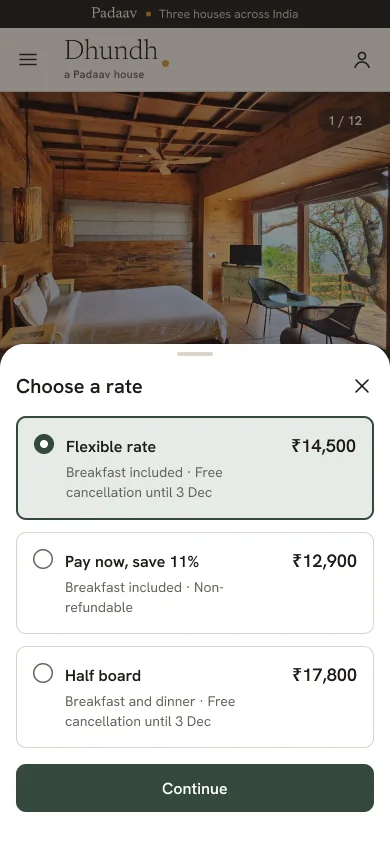 Padaav • Three houses across India
Dhundh
a Padaav house
1 / 12
Choose a rate
Flexible rate ₹14,500
Breakfast included · Free
cancellation until 3 Dec
Pay now, save 11% ₹12,900
Breakfast included · Non-
refundable
Half board ₹17,800
Breakfast and dinner · Free
cancellation until 3 Dec
Continue